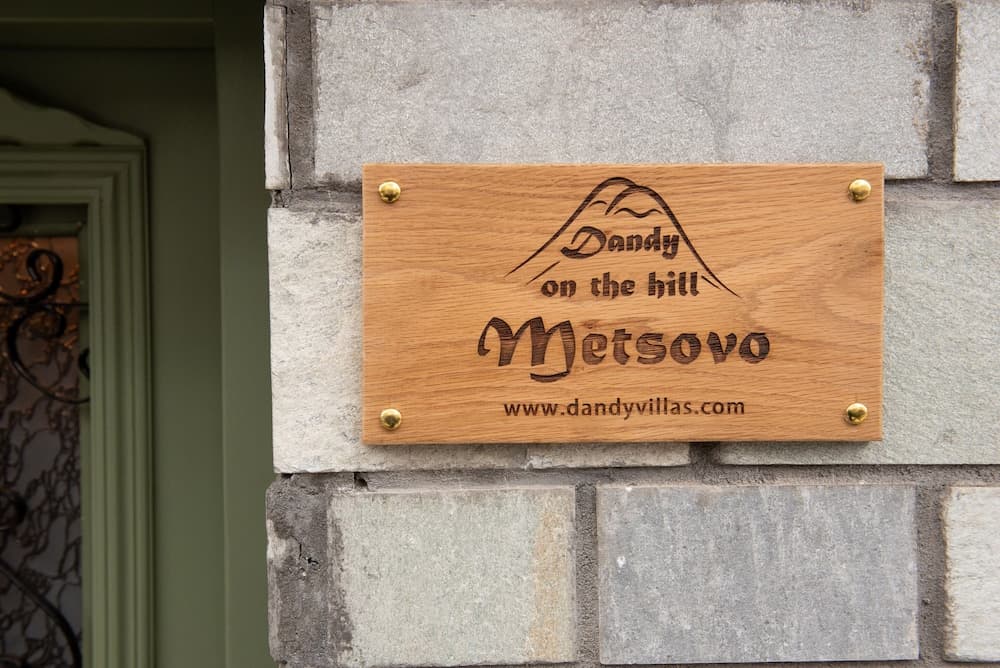 Dandy
on the hill
Metsovo
www.dandyvillas.com